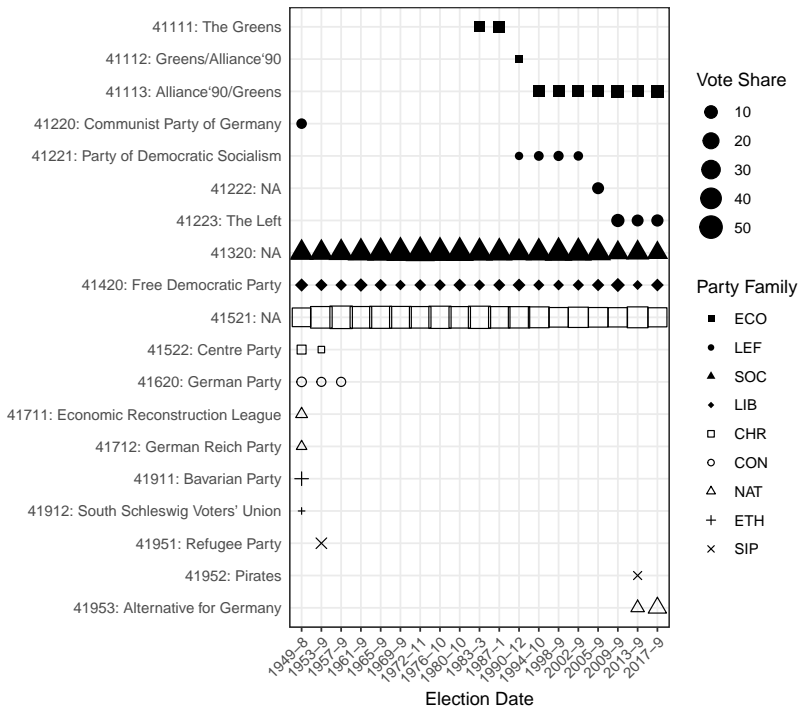 41111: The Greens
41112: Greens/Alliance‘90
41113: Alliance‘90/Greens
41220: Communist Party of Germany
41221: Party of Democratic Socialism
41222: NA
41223: The Left
41320: NA
41420: Free Democratic Party
41521: NA
41522: Centre Party
41620: German Party
41711: Economic Reconstruction League
41712: German Reich Party
41911: Bavarian Party
41912: South Schleswig Voters’ Union
41951: Refugee Party
41952: Pirates
41953: Alternative for Germany
1949–8
1953–9
1957–9
1961–9
1965–9
1969–9
1972–11
1976–10
1980–10
1983–3
1987–1
1990–12
1994–10
1998–9
2002–9
2005–9
2009–9
2013–9
2017–9
Election Date
Vote Share
10
20
30
40
50
Party Family
ECO
LEF
SOC
LIB
CHR
CON
NAT
ETH
SIP